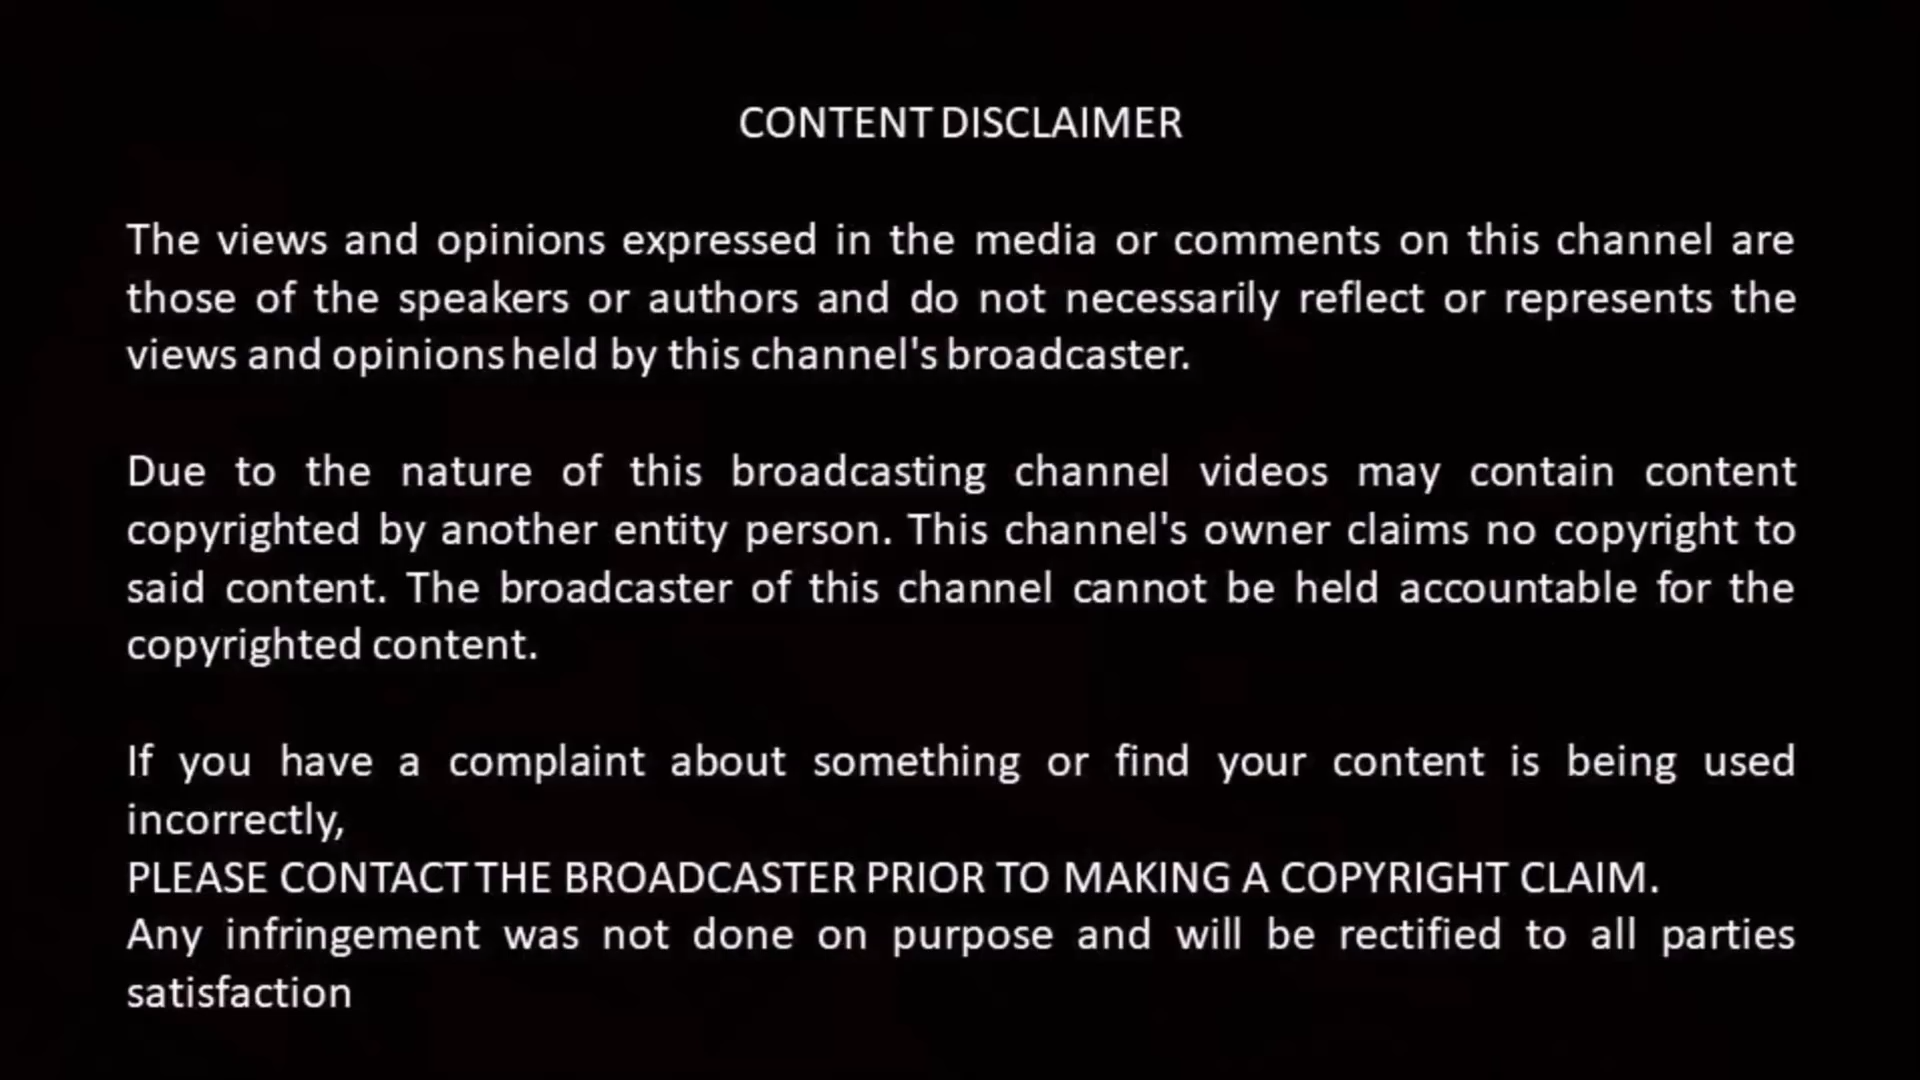 CONTENT DISCLAIMER
The views and opinions expressed in the media or comments on this channel are
those of the speakers or authors and do not necessarily reflect or represents the
views and opinions held by this channel's broadcaster.
Due to the nature of this broadcasting channel videos may contain content
copyrighted by another entity person. This channel's owner claims no copyright to
said content. The broadcaster of this channel cannot be held accountable for the
copyrighted content.
If you have a complaint about something or find your content is being used
incorrectly,
PLEASE CONTACT THE BROADCASTER PRIOR TO MAKING A COPYRIGHT CLAIM.
Any infringement was not done on purpose and will be rectified to all parties
satisfaction